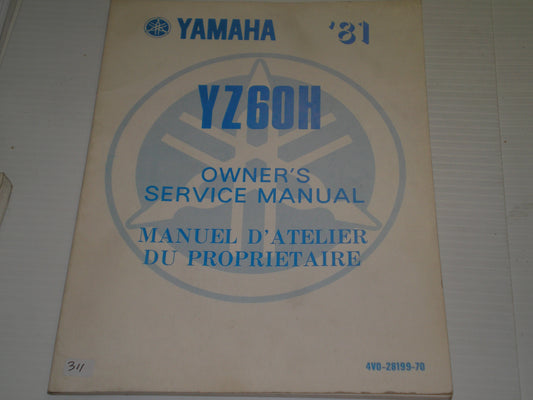 YAMAHA '81
YZ60H
OWNER'S
SERVICE MANUAL
MANUEL D'ATELIER
DU PROPRIETAIRE
311
4V0-28199-70